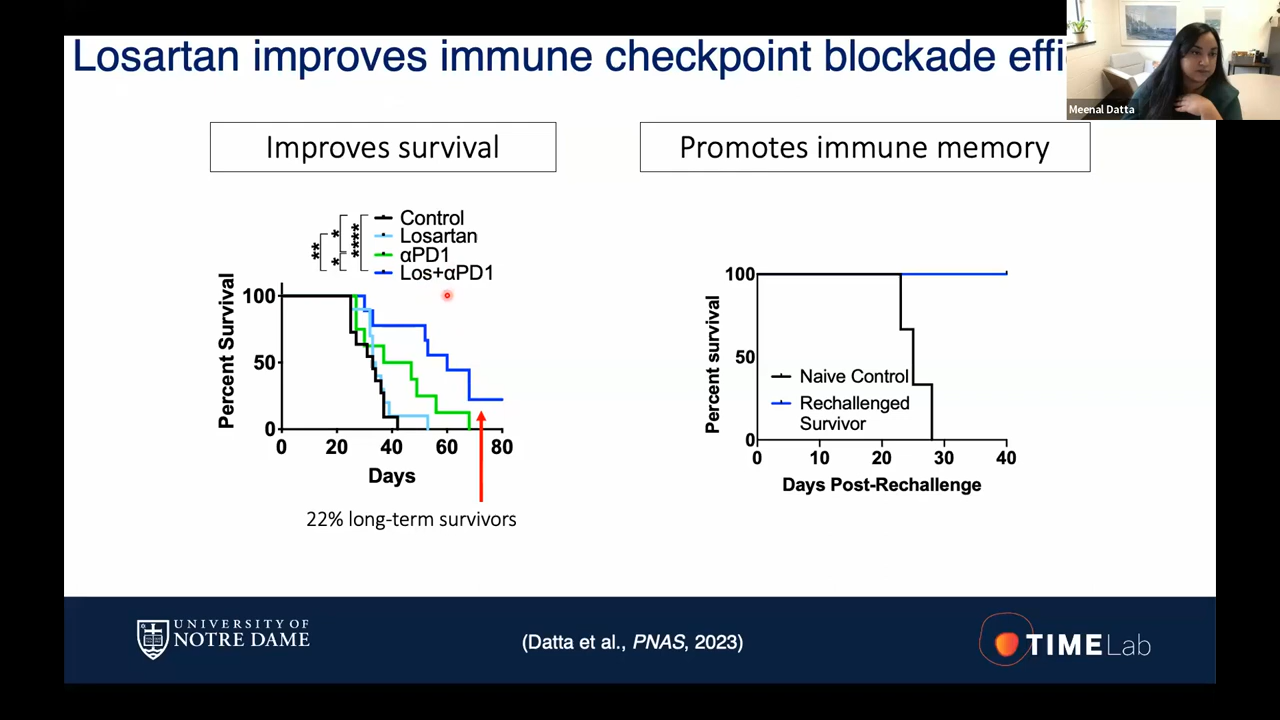 Losartan improves immune checkpoint blockade effi
Meenal Datta
Improves survival
Promotes immune memory
Control
Losartan
αPD1
Los+αPD1
**
*
*
****
Percent Survival
100
50
0
0 20 40 60 80
Days
22% long-term survivors
Percent survival
100
50
0
Naive Control
Rechallenged
Survivor
0 10 20 30 40
Days Post-Rechallenge
UNIVERSITY OF
NOTRE DAME
(Datta et al., PNAS, 2023)
TIME Lab